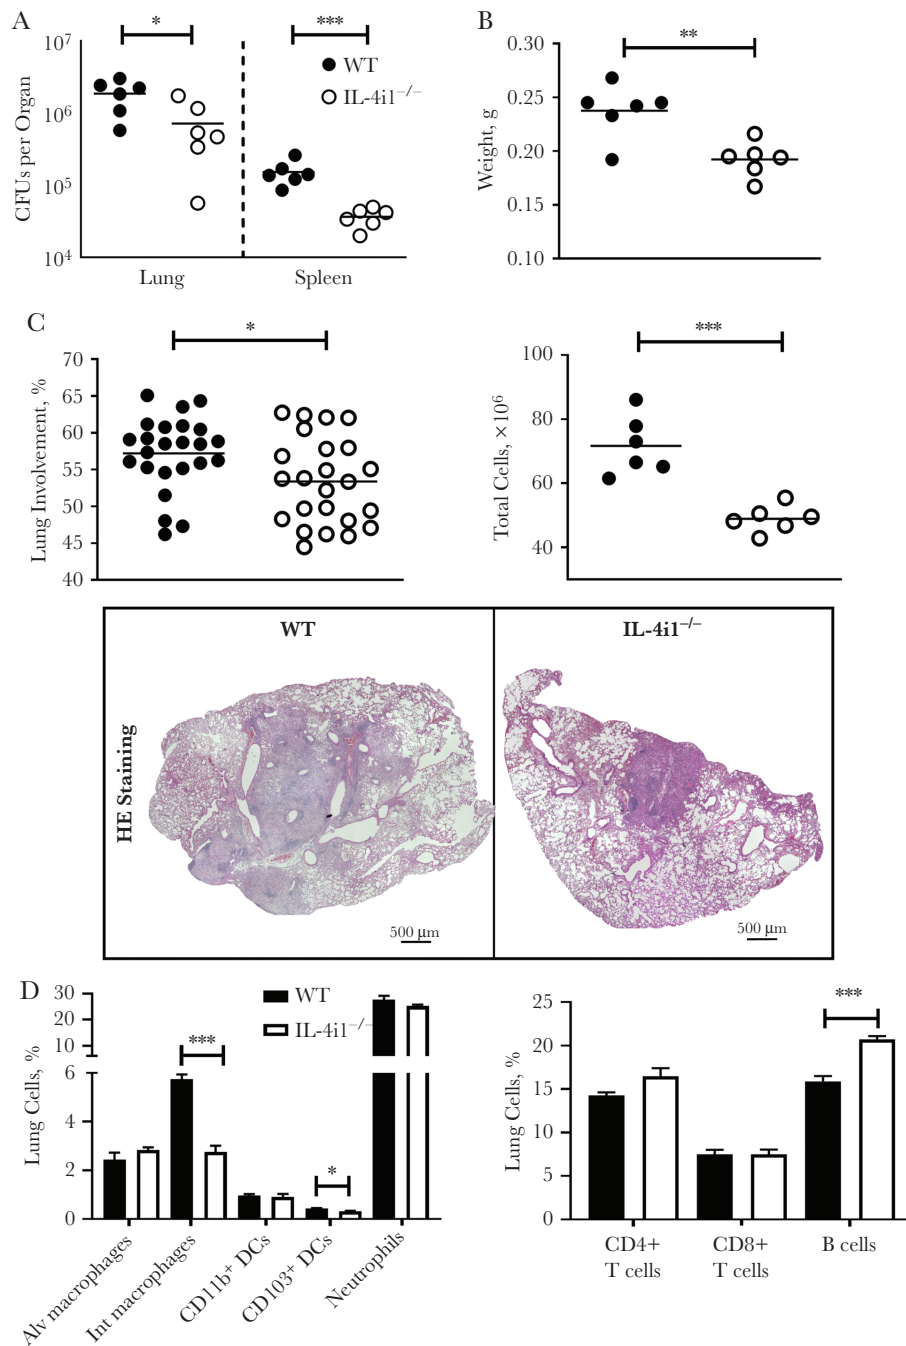 A
*
***
10⁷
10⁶
10⁵
10⁴
CFUs per Organ
WT
IL-4i1⁻/⁻
Lung
Spleen
B
**
0.30
0.25
0.20
0.15
0.10
Weight, g
C
*
70
65
60
55
50
45
40
Lung Involvement, %
***
100
80
60
40
Total Cells, ×10⁶
WT
IL-4i1⁻/⁻
HE Staining
500 µm
500 µm
D
30
20
10
6
4
2
0
Lung Cells, %
WT
IL-4i1⁻/⁻
***
*
Alv macrophages
Int macrophages
CD11b⁺ DCs
CD103⁺ DCs
Neutrophils
25
20
15
10
5
0
Lung Cells, %
***
CD4+
T cells
CD8+
T cells
B cells